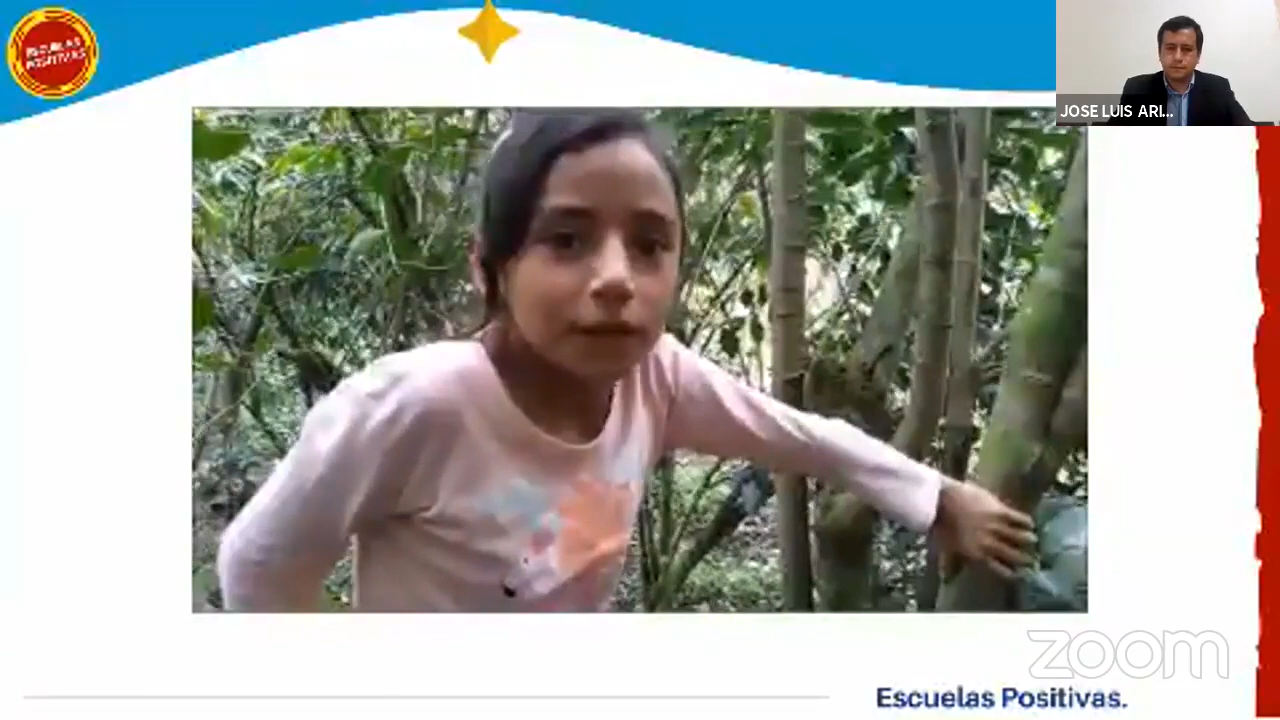 ESCUELAS
POSITIVAS
JOSE LUIS ARI...
zoom
Escuelas Positivas.